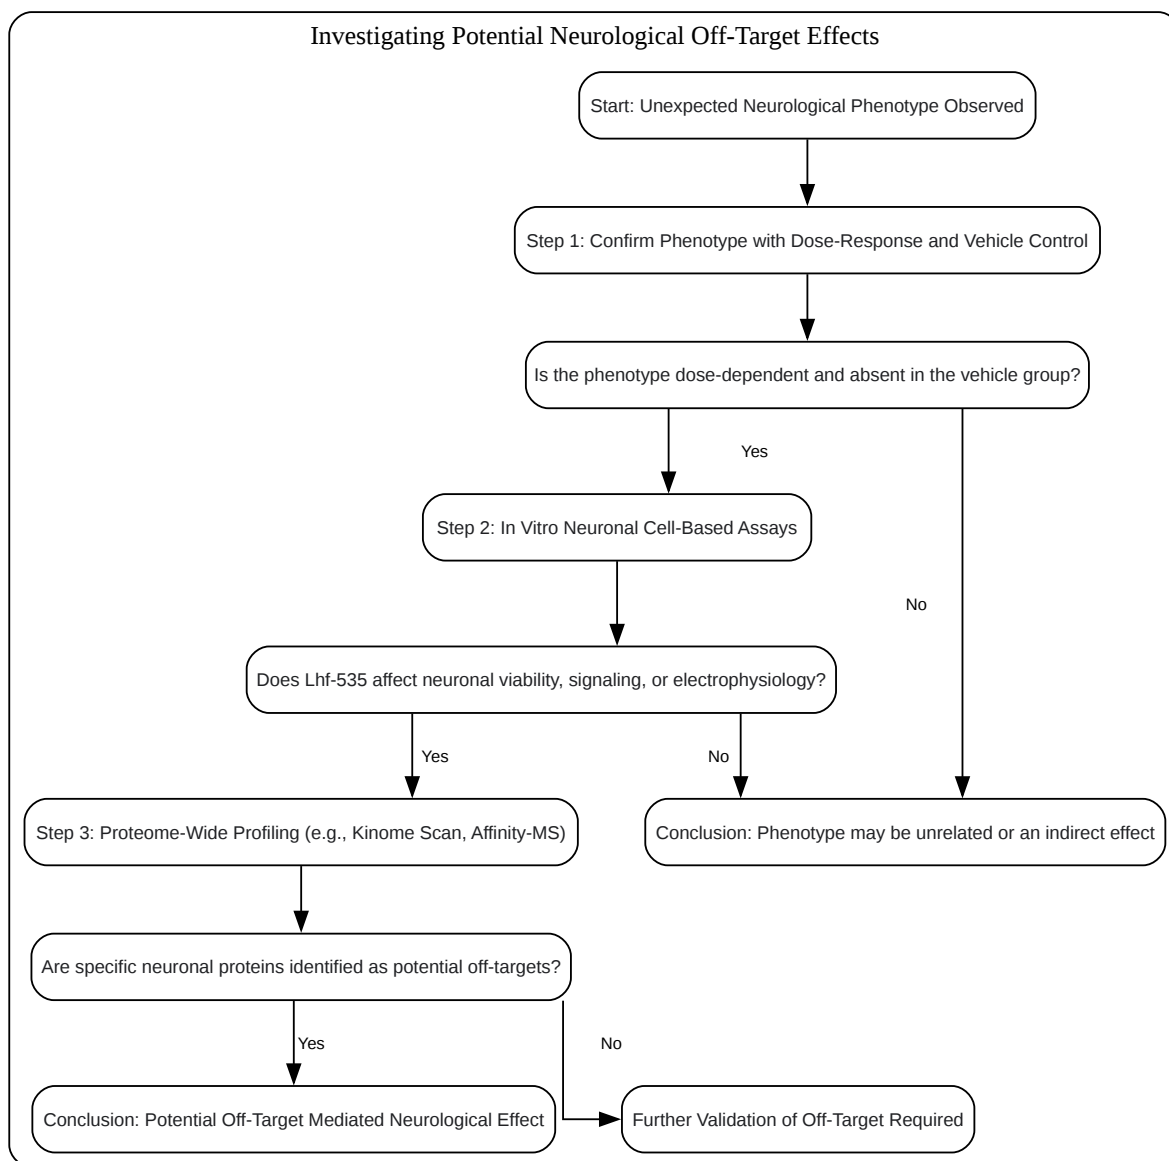 Investigating Potential Neurological Off-Target Effects
Start: Unexpected Neurological Phenotype Observed
Step 1: Confirm Phenotype with Dose-Response and Vehicle Control
Is the phenotype dose-dependent and absent in the vehicle group?
Yes
Step 2: In Vitro Neuronal Cell-Based Assays
No
Does Lhf-535 affect neuronal viability, signaling, or electrophysiology?
Yes
No
Step 3: Proteome-Wide Profiling (e.g., Kinome Scan, Affinity-MS)
Conclusion: Phenotype may be unrelated or an indirect effect
Are specific neuronal proteins identified as potential off-targets?
Yes
No
Conclusion: Potential Off-Target Mediated Neurological Effect
Further Validation of Off-Target Required